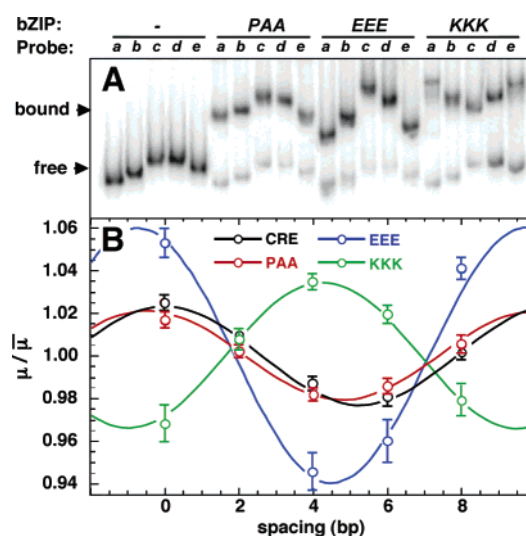 bZIP: - PAA EEE KKK
Probe: a b c d e a b c d e a b c d e a b c d e
A
bound
free
B
CRE EEE
PAA KKK
1.06
1.04
1.02
1.00
0.98
0.96
0.94
μ / μ̅
0 2 4 6 8
spacing (bp)